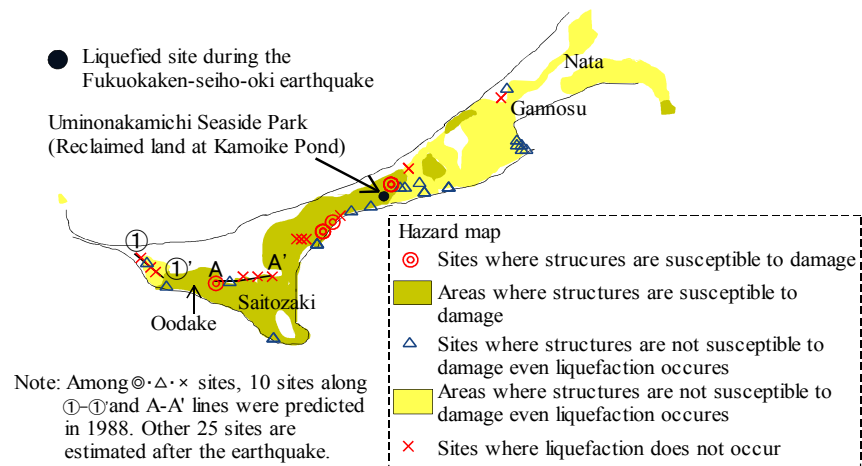 Liquefied site during the
Fukuokaken-seiho-oki earthquake
Nata
Gannosu
Uminonakamichi Seaside Park
(Reclaimed land at Kamoike Pond)
①
①'
A
A'
Saitozaki
Oodake
Hazard map
Sites where strucures are susceptible to damage
Areas where structures are susceptible to
damage
Sites where structures are not susceptible to
damage even liquefaction occures
Areas where structures are not susceptible to
damage even liquefaction occures
Sites where liquefaction does not occur
Note: Among ◎·△·× sites, 10 sites along
①-①'and A-A' lines were predicted
in 1988. Other 25 sites are
estimated after the earthquake.